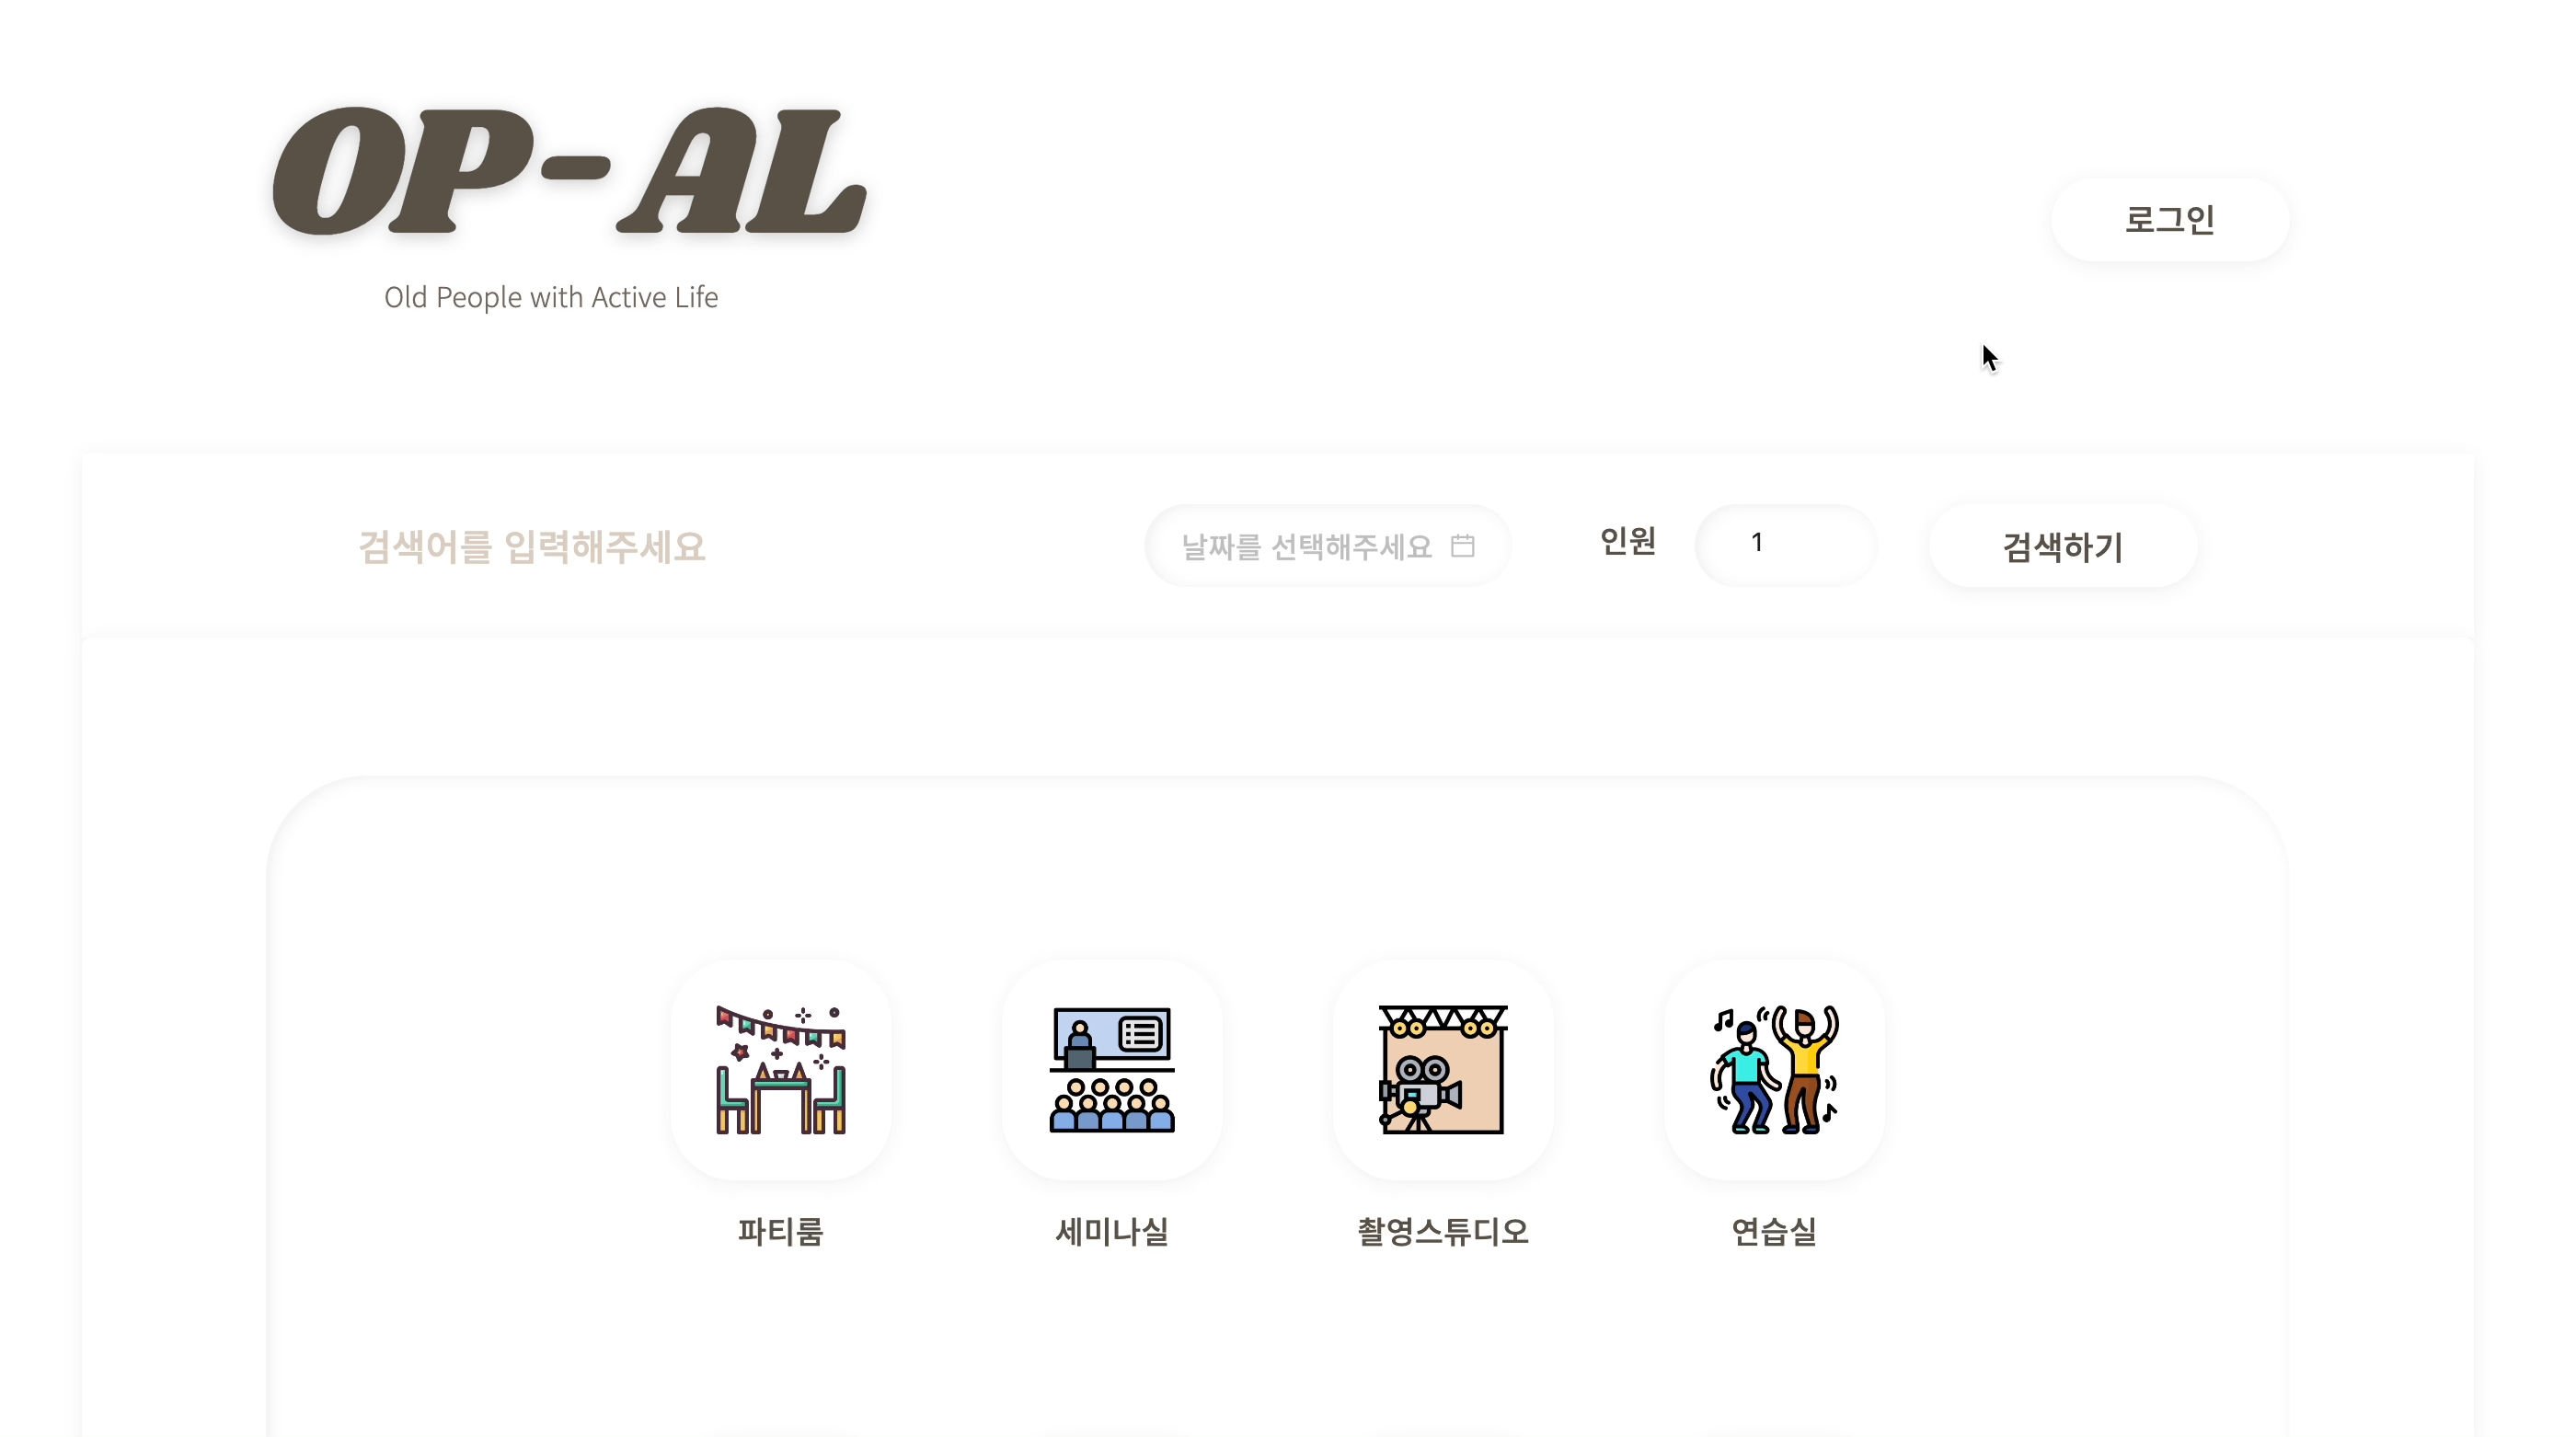 OP-AL
Old People with Active Life
로그인
검색어를 입력해주세요
날짜를 선택해주세요
인원
1
검색하기
파티룸
세미나실
촬영스튜디오
연습실